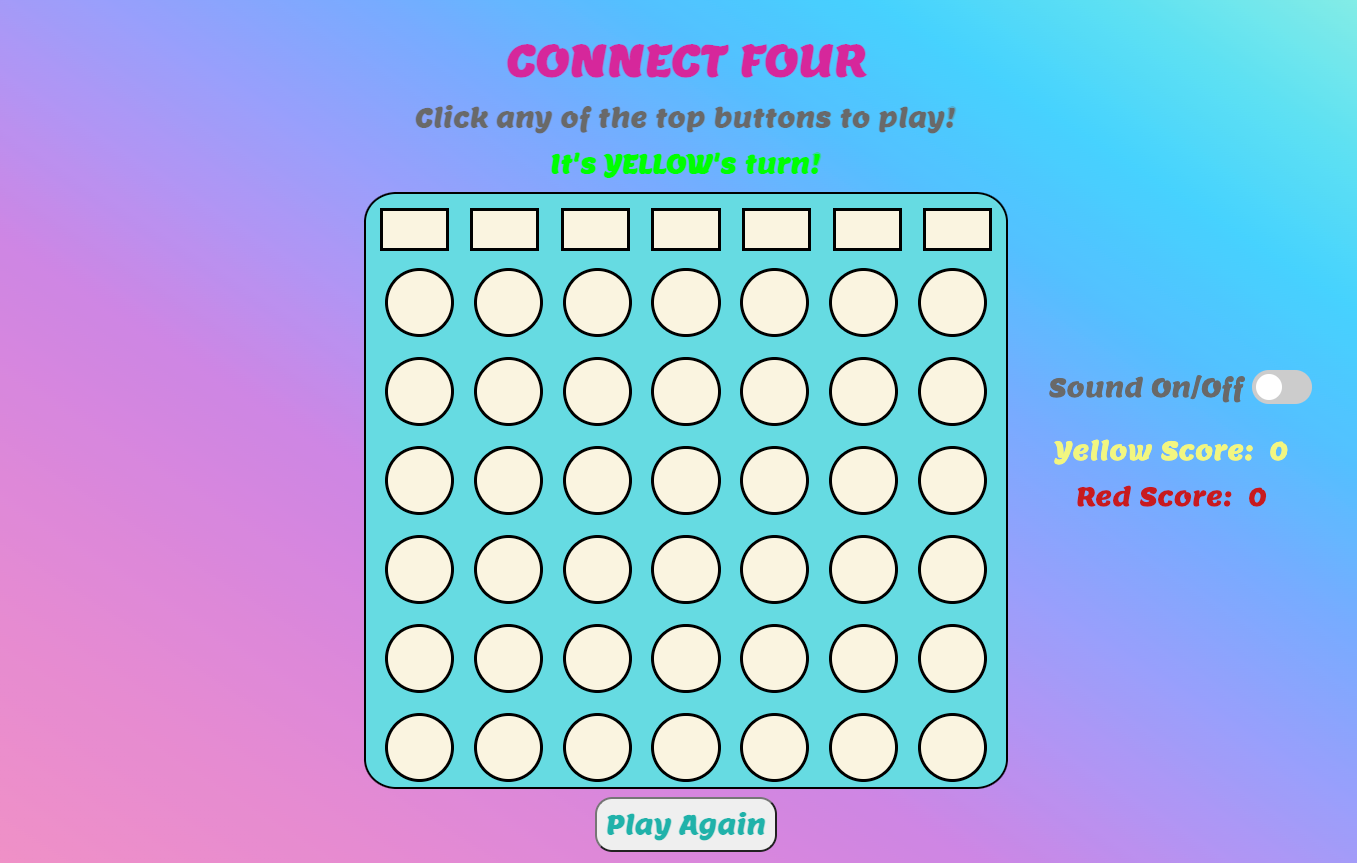 CONNECT FOUR
Click any of the top buttons to play!
It's YELLOW's turn!
Sound On/Off
Yellow Score: 0
Red Score: 0
Play Again